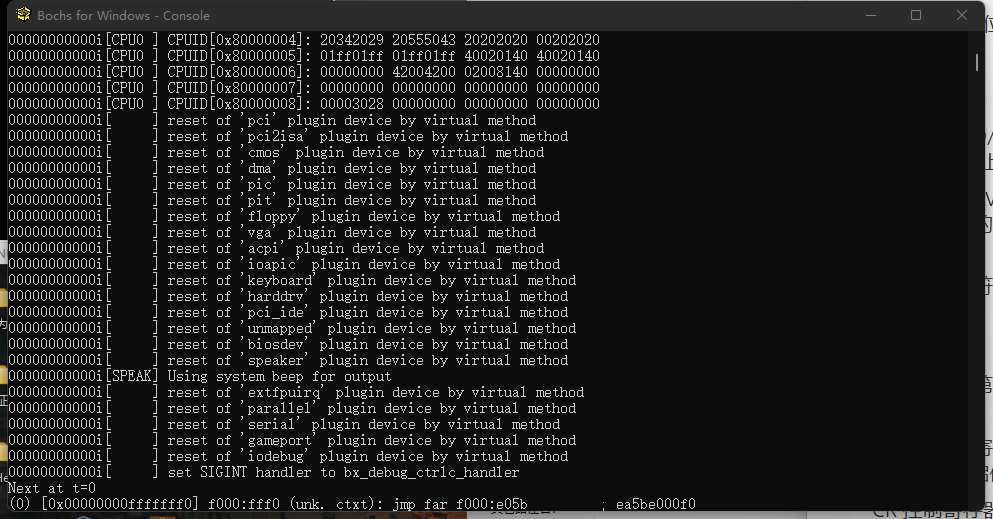 Bochs for Windows - Console
00000000000i[CPU0 ] CPUID[0x80000004]: 20342029 20555043 20202020 00202020
00000000000i[CPU0 ] CPUID[0x80000005]: 01ff01ff 01ff01ff 40020140 40020140
00000000000i[CPU0 ] CPUID[0x80000006]: 00000000 42004200 02008140 00000000
00000000000i[CPU0 ] CPUID[0x80000007]: 00000000 00000000 00000000 00000000
00000000000i[CPU0 ] CPUID[0x80000008]: 00003028 00000000 00000000 00000000
00000000000i[     ] reset of 'pci' plugin device by virtual method
00000000000i[     ] reset of 'pci2isa' plugin device by virtual method
00000000000i[     ] reset of 'cmos' plugin device by virtual method
00000000000i[     ] reset of 'dma' plugin device by virtual method
00000000000i[     ] reset of 'pic' plugin device by virtual method
00000000000i[     ] reset of 'pit' plugin device by virtual method
00000000000i[     ] reset of 'floppy' plugin device by virtual method
00000000000i[     ] reset of 'vga' plugin device by virtual method
00000000000i[     ] reset of 'acpi' plugin device by virtual method
00000000000i[     ] reset of 'ioapic' plugin device by virtual method
00000000000i[     ] reset of 'keyboard' plugin device by virtual method
00000000000i[     ] reset of 'harddrv' plugin device by virtual method
00000000000i[     ] reset of 'pci_ide' plugin device by virtual method
00000000000i[     ] reset of 'unmapped' plugin device by virtual method
00000000000i[     ] reset of 'biosdev' plugin device by virtual method
00000000000i[     ] reset of 'speaker' plugin device by virtual method
00000000000i[SPEAK] Using system beep for output
00000000000i[     ] reset of 'extfpuirq' plugin device by virtual method
00000000000i[     ] reset of 'parallel' plugin device by virtual method
00000000000i[     ] reset of 'serial' plugin device by virtual method
00000000000i[     ] reset of 'gameport' plugin device by virtual method
00000000000i[     ] reset of 'iodebug' plugin device by virtual method
00000000000i[     ] set SIGINT handler to bx_debug_ctrlc_handler
Next at t=0
(0) [0x00000000fffffff0] f000:fff0 (unk. ctxt): jmp far f000:e05b          ; ea5be000f0